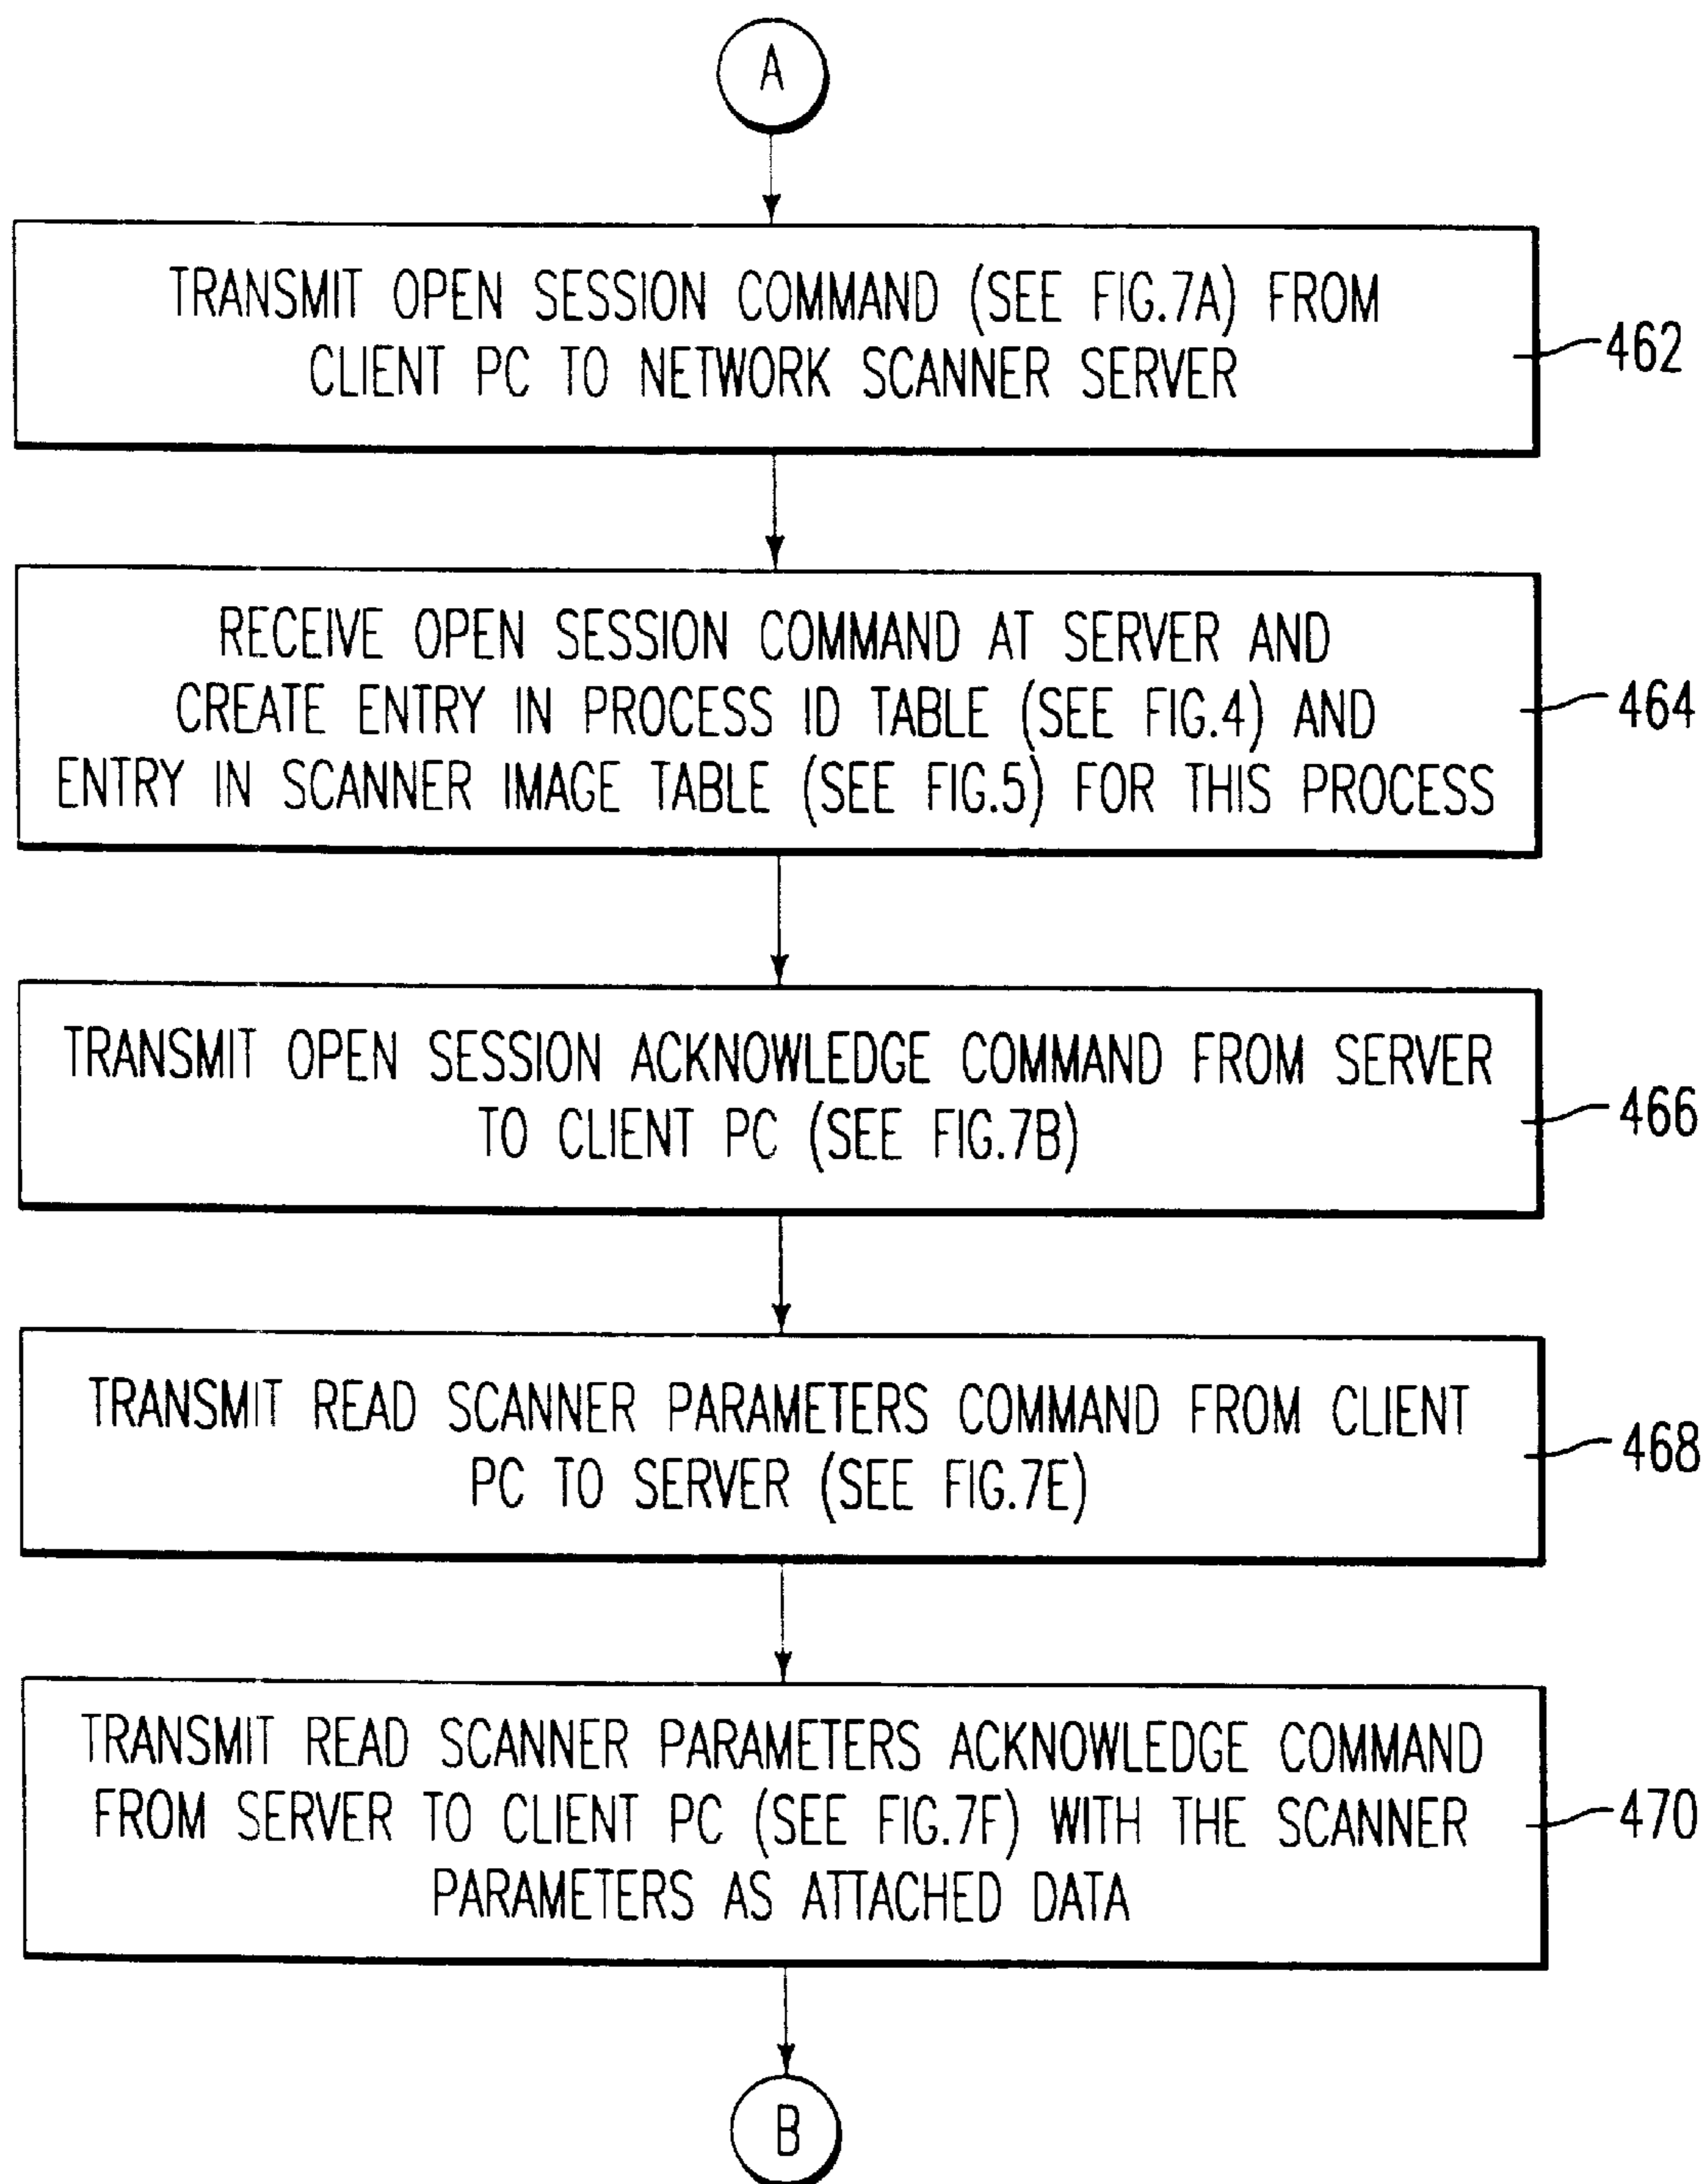 A
TRANSMIT OPEN SESSION COMMAND (SEE FIG.7A) FROM
CLIENT PC TO NETWORK SCANNER SERVER
462
RECEIVE OPEN SESSION COMMAND AT SERVER AND
CREATE ENTRY IN PROCESS ID TABLE (SEE FIG.4) AND
ENTRY IN SCANNER IMAGE TABLE (SEE FIG.5) FOR THIS PROCESS
464
TRANSMIT OPEN SESSION ACKNOWLEDGE COMMAND FROM SERVER
TO CLIENT PC (SEE FIG.7B)
466
TRANSMIT READ SCANNER PARAMETERS COMMAND FROM CLIENT
PC TO SERVER (SEE FIG.7E)
468
TRANSMIT READ SCANNER PARAMETERS ACKNOWLEDGE COMMAND
FROM SERVER TO CLIENT PC (SEE FIG.7F) WITH THE SCANNER
PARAMETERS AS ATTACHED DATA
470
B